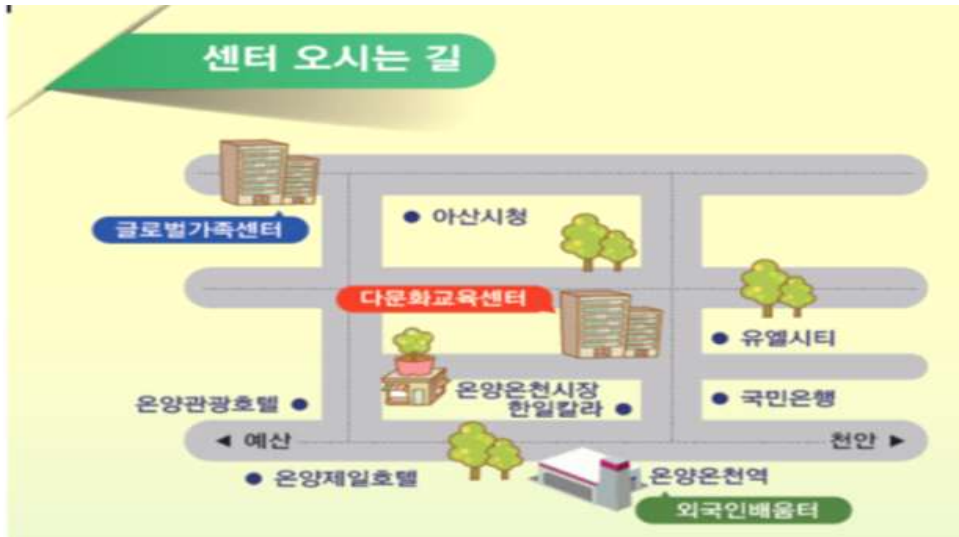 센터 오시는 길
글로벌가족센터
아산시청
다문화교육센터
유엘시티
온양관광호텔
온양온천시장
한일칼라
국민은행
◀ 예산
천안 ▶
온양제일호텔
온양온천역
외국인배움터